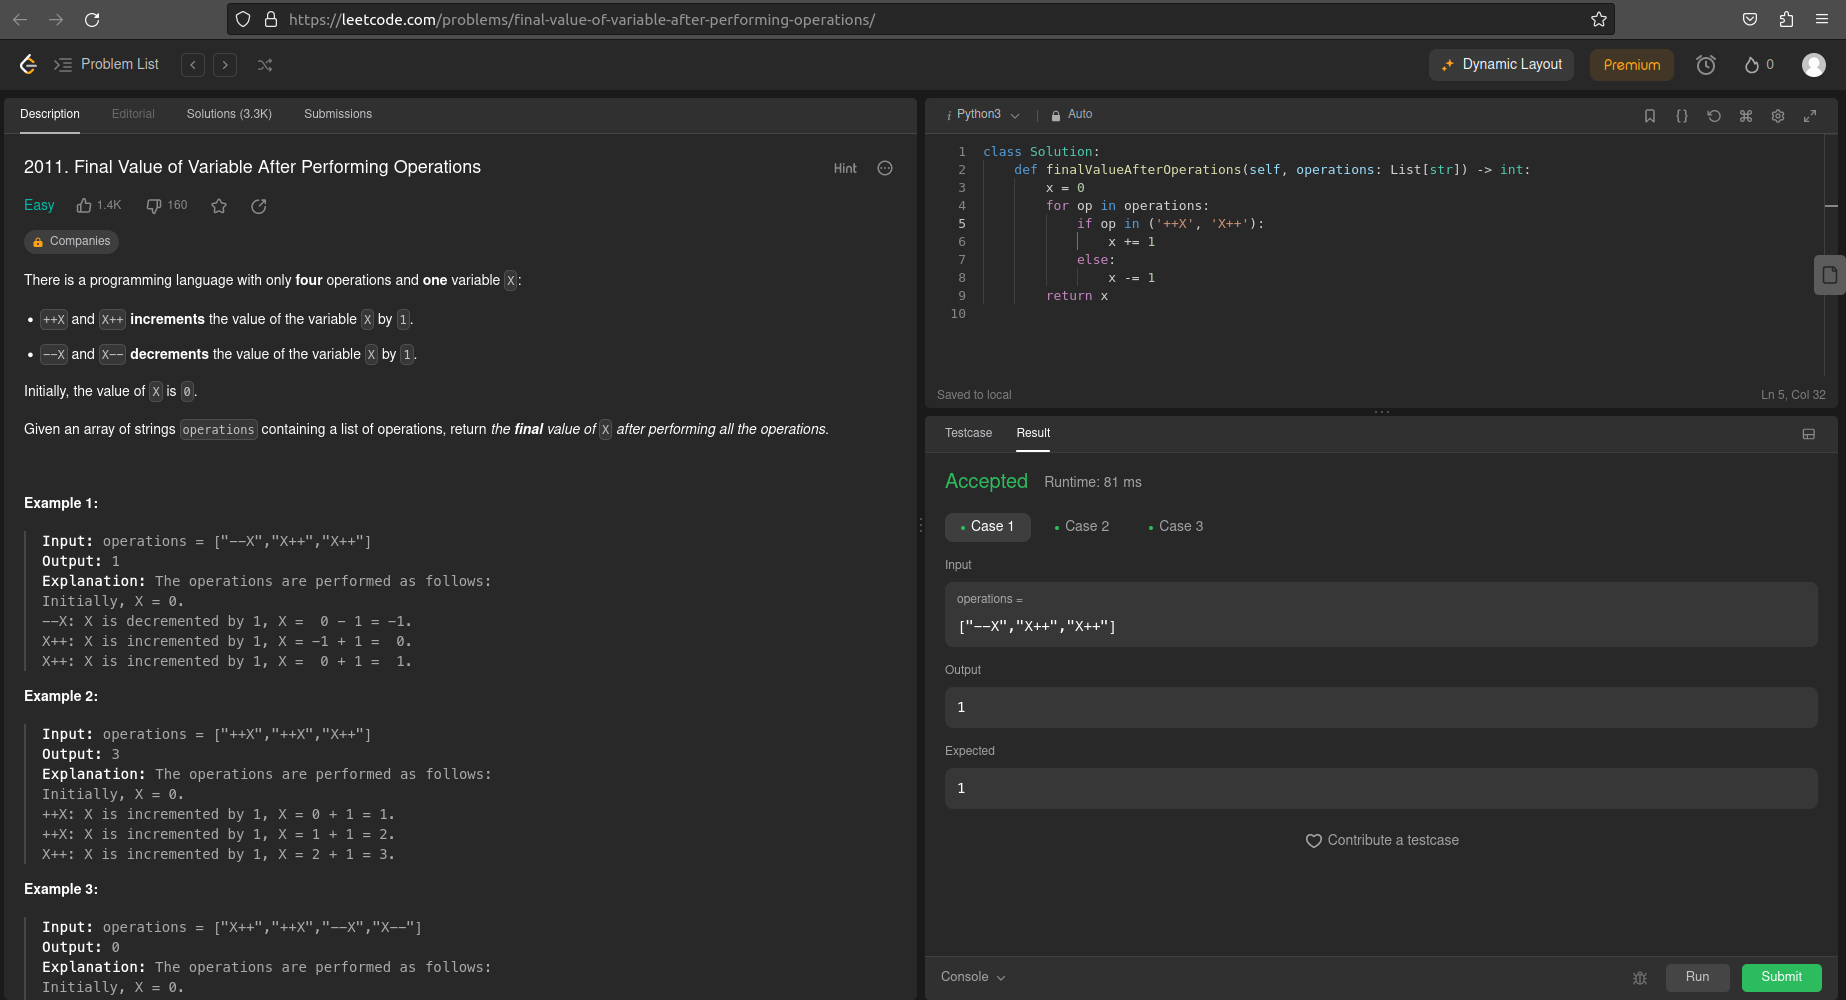 https://leetcode.com/problems/final-value-of-variable-after-performing-operations/
Problem List
Dynamic Layout
Premium
0
Description Editorial Solutions (3.3K) Submissions
2011. Final Value of Variable After Performing Operations
Hint
Easy 1.4K 160
Companies
There is a programming language with only four operations and one variable X:
• ++X and X++ increments the value of the variable X by 1.
• --X and X-- decrements the value of the variable X by 1.
Initially, the value of X is 0.
Given an array of strings operations containing a list of operations, return the final value of X after performing all the operations.
Example 1:
Input: operations = ["--X","X++","X++"]
Output: 1
Explanation: The operations are performed as follows:
Initially, X = 0.
--X: X is decremented by 1, X =  0 - 1 = -1.
X++: X is incremented by 1, X = -1 + 1 =  0.
X++: X is incremented by 1, X =  0 + 1 =  1.
Example 2:
Input: operations = ["++X","++X","X++"]
Output: 3
Explanation: The operations are performed as follows:
Initially, X = 0.
++X: X is incremented by 1, X = 0 + 1 = 1.
++X: X is incremented by 1, X = 1 + 1 = 2.
X++: X is incremented by 1, X = 2 + 1 = 3.
Example 3:
Input: operations = ["X++","++X","--X","X--"]
Output: 0
Explanation: The operations are performed as follows:
Initially, X = 0.
i Python3 Auto
{}
1 class Solution:
2     def finalValueAfterOperations(self, operations: List[str]) -> int:
3         x = 0
4         for op in operations:
5             if op in ('++X', 'X++'):
6                 x += 1
7             else:
8                 x -= 1
9         return x
10
Saved to local
Ln 5, Col 32
Testcase Result
Accepted Runtime: 81 ms
• Case 1 • Case 2 • Case 3
Input
operations =
["--X","X++","X++"]
Output
1
Expected
1
Contribute a testcase
Console
Run
Submit